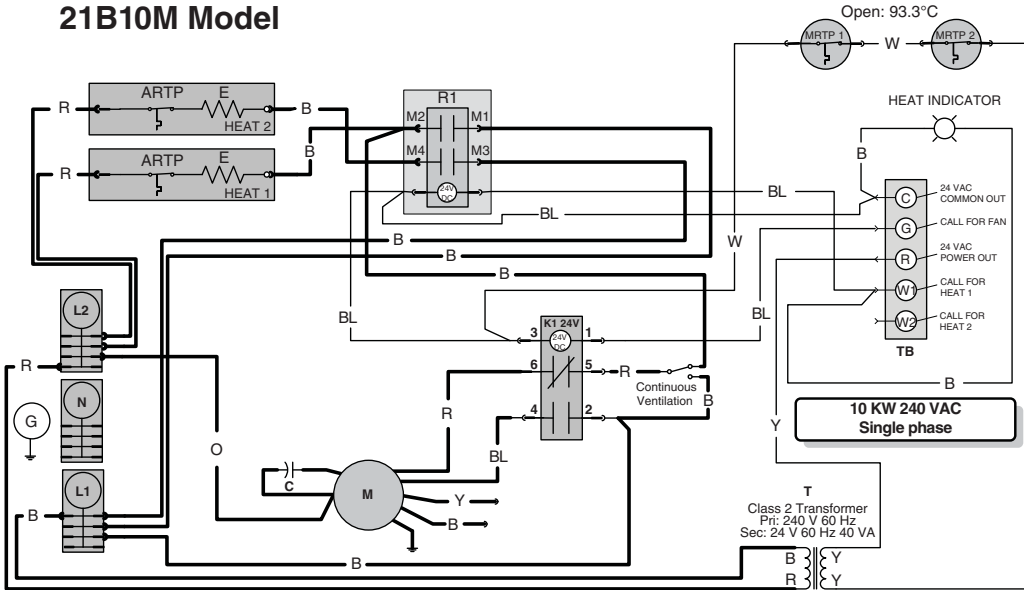 21B10M Model
Open: 93.3°C
MRTP 1
W
MRTP 2
HEAT INDICATOR
R
ARTP
E
HEAT 2
B
R1
M2
M1
M4
M3
24V
DC
R
ARTP
E
HEAT 1
B
B
C
24 VAC
COMMON OUT
G
CALL FOR FAN
R
24 VAC
POWER OUT
W1
CALL FOR
HEAT 1
W2
CALL FOR
HEAT 2
TB
BL
BL
B
B
B
W
BL
BL
K1 24V
3
24V
DC
1
6
5
4
2
R
Continuous
Ventilation
B
B
10 KW 240 VAC
Single phase
L2
R
N
G
L1
B
O
C
M
R
BL
Y
B
B
Y
T
Class 2 Transformer
Pri: 240 V 60 Hz
Sec: 24 V 60 Hz 40 VA
B
Y
R
Y